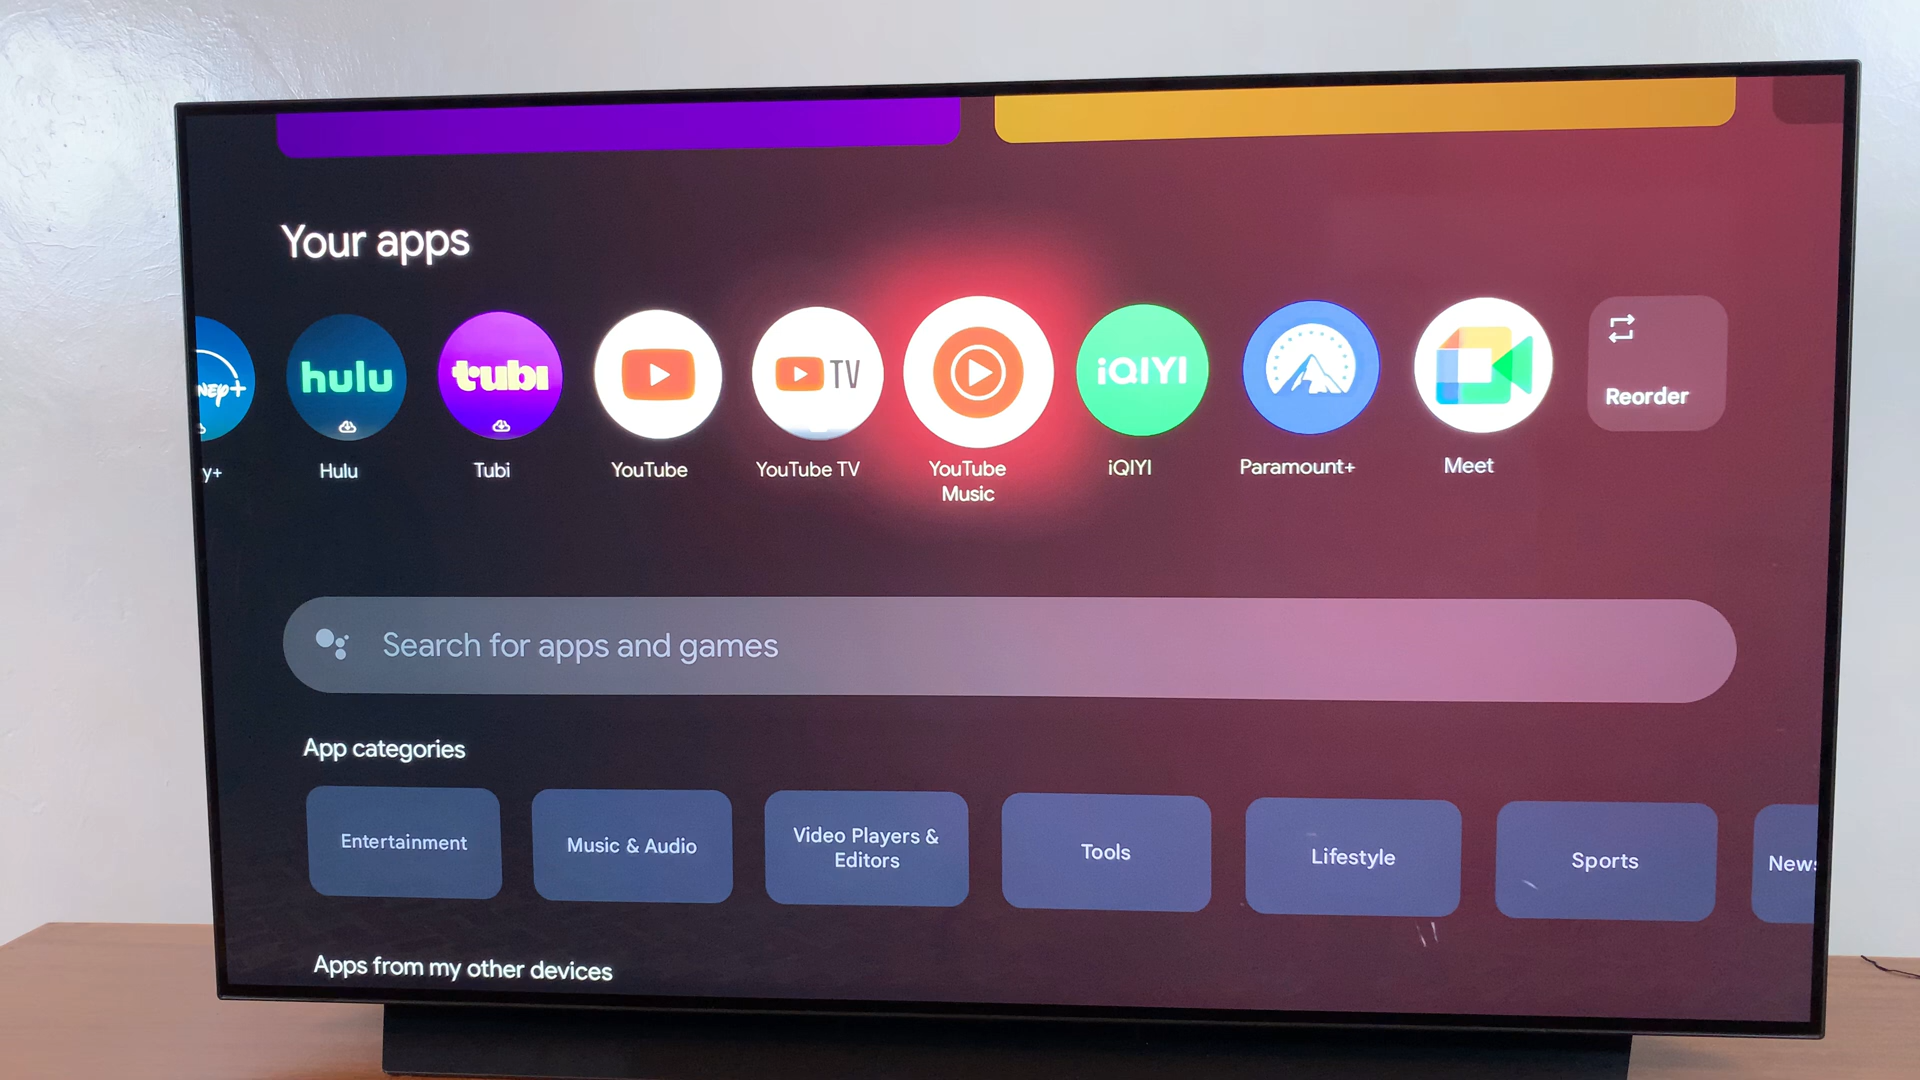 Your apps
NEY+
hulu
tubi
TV
iQIYI
Reorder
y+
Hulu
Tubi
YouTube
YouTube TV
YouTube
Music
iQIYI
Paramount+
Meet
Search for apps and games
App categories
Entertainment
Music & Audio
Video Players &
Editors
Tools
Lifestyle
Sports
News
Apps from my other devices